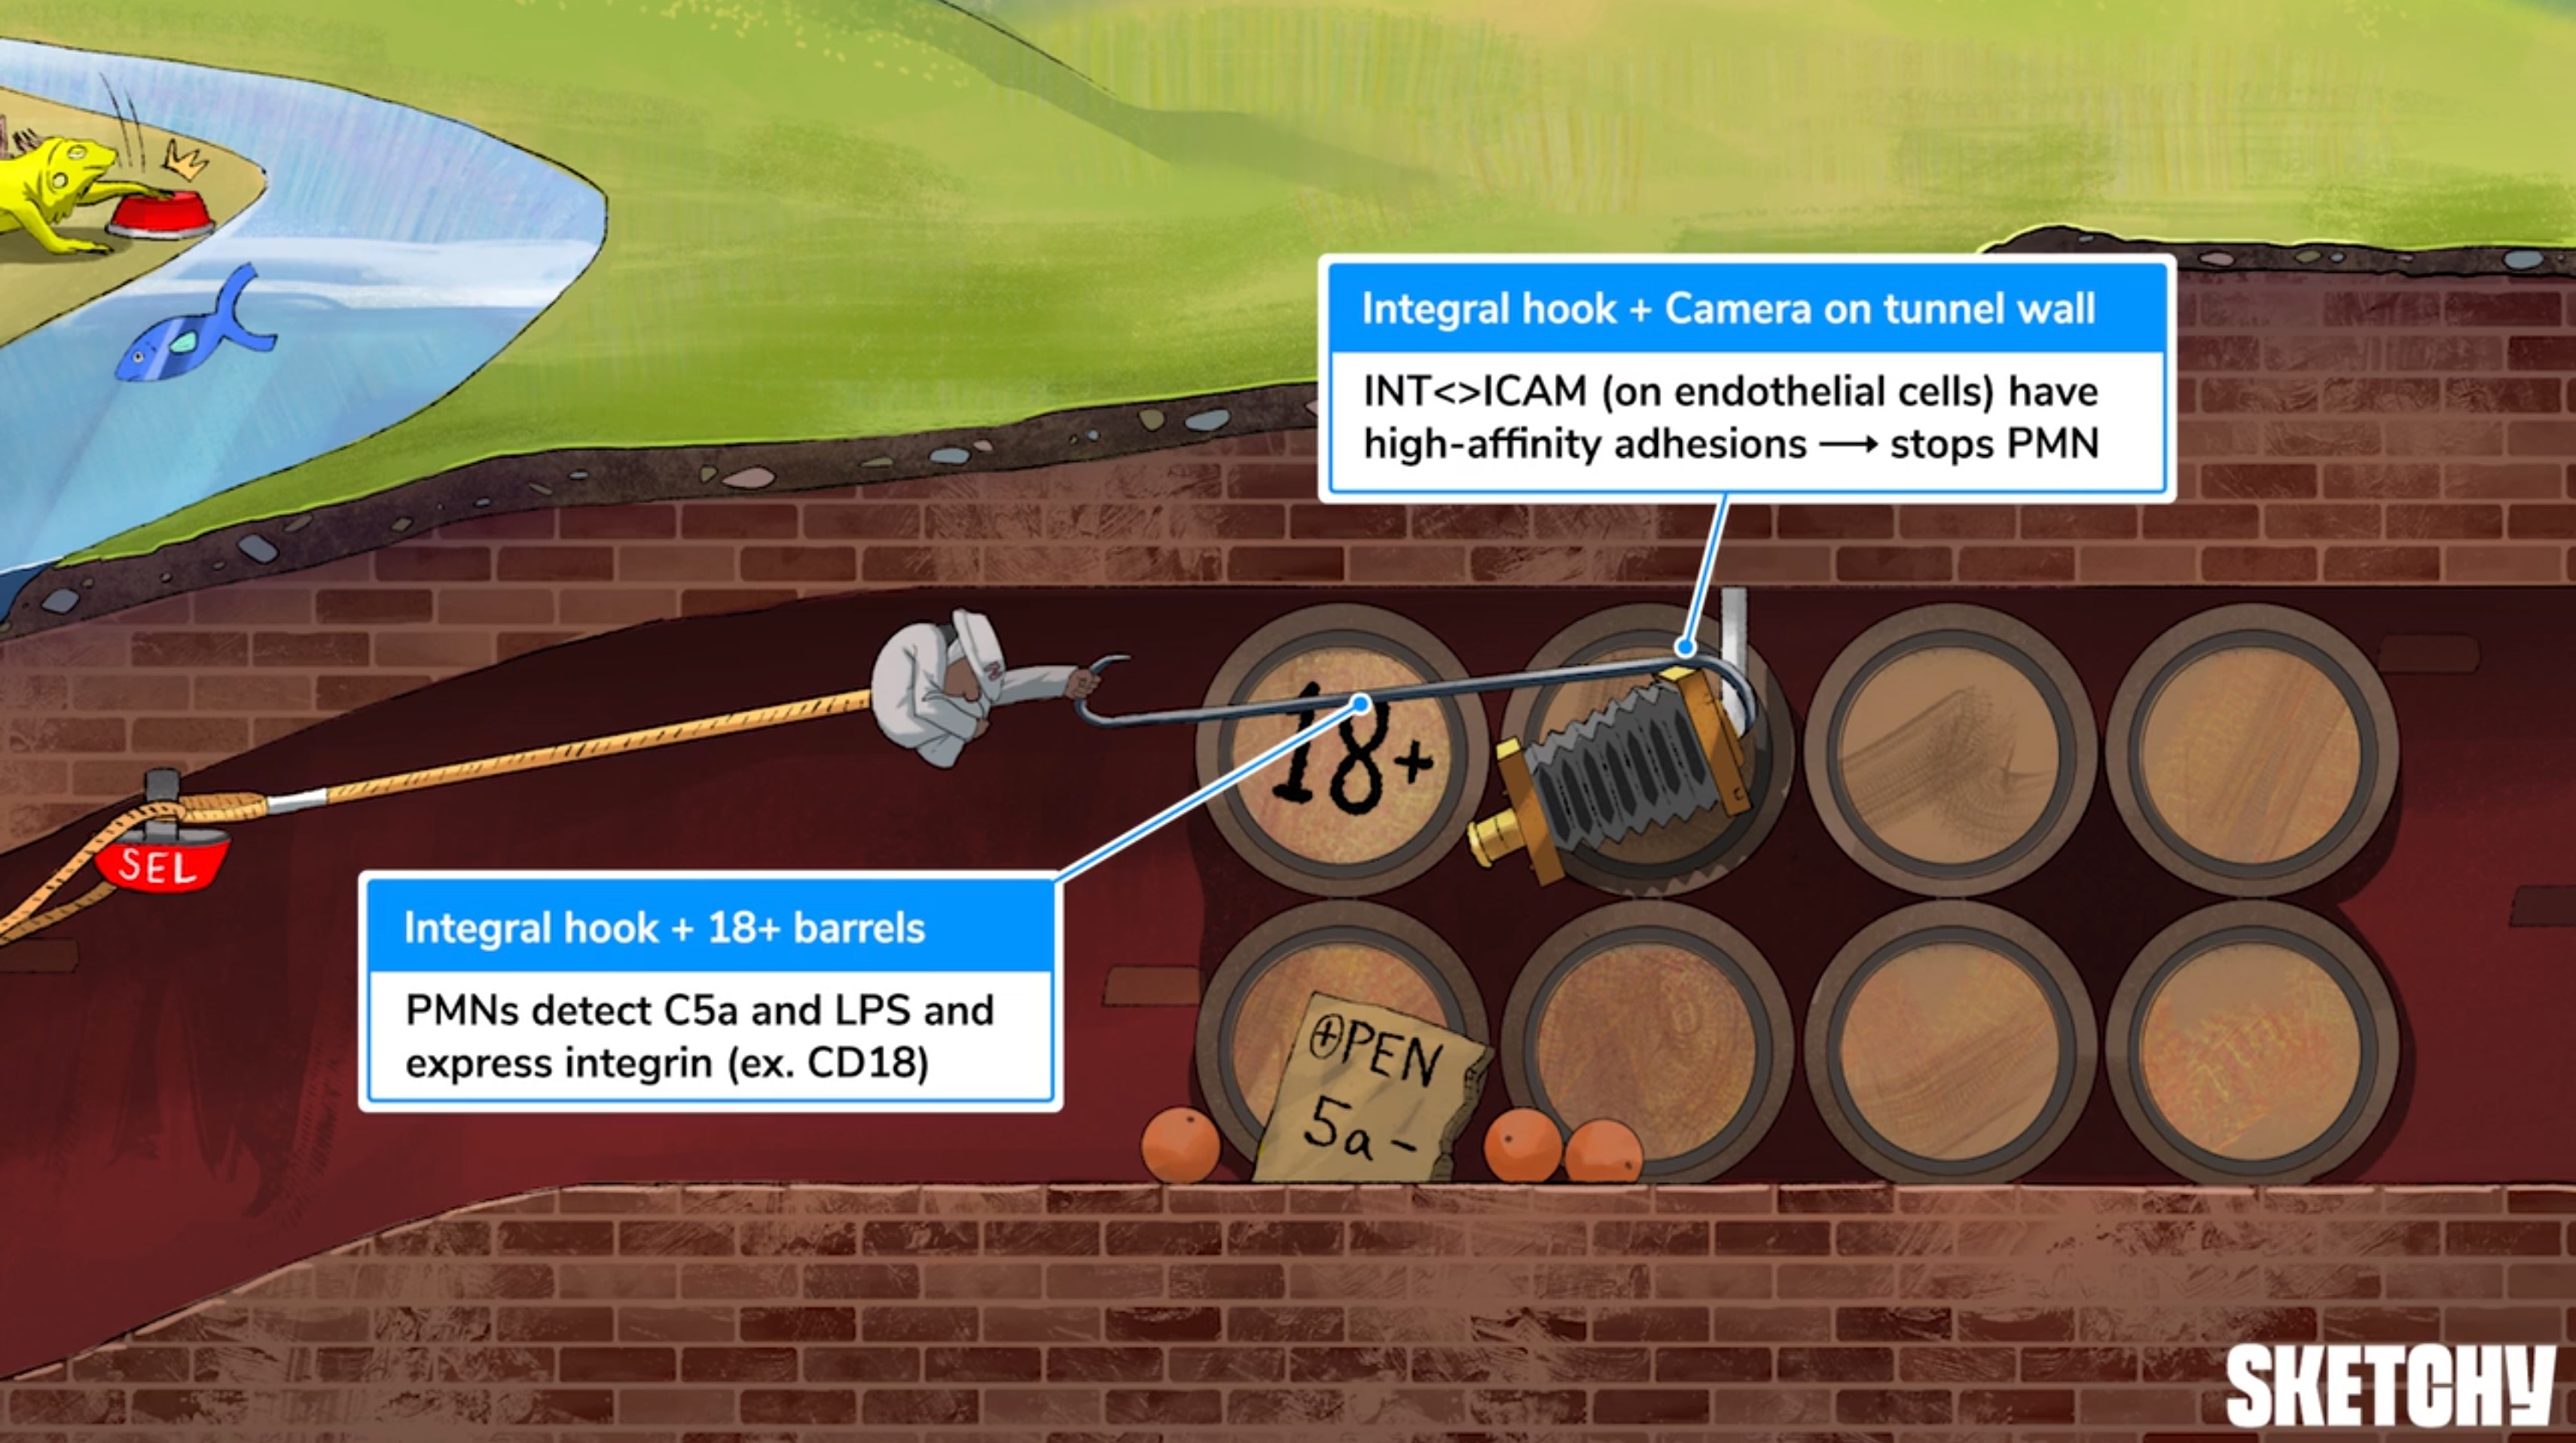 Integral hook + Camera on tunnel wall
INT<>ICAM (on endothelial cells) have
high-affinity adhesions ⟶ stops PMN
18+
SEL
Integral hook + 18+ barrels
PMNs detect C5a and LPS and
express integrin (ex. CD18)
⊕PEN
5a-
SKETCHY